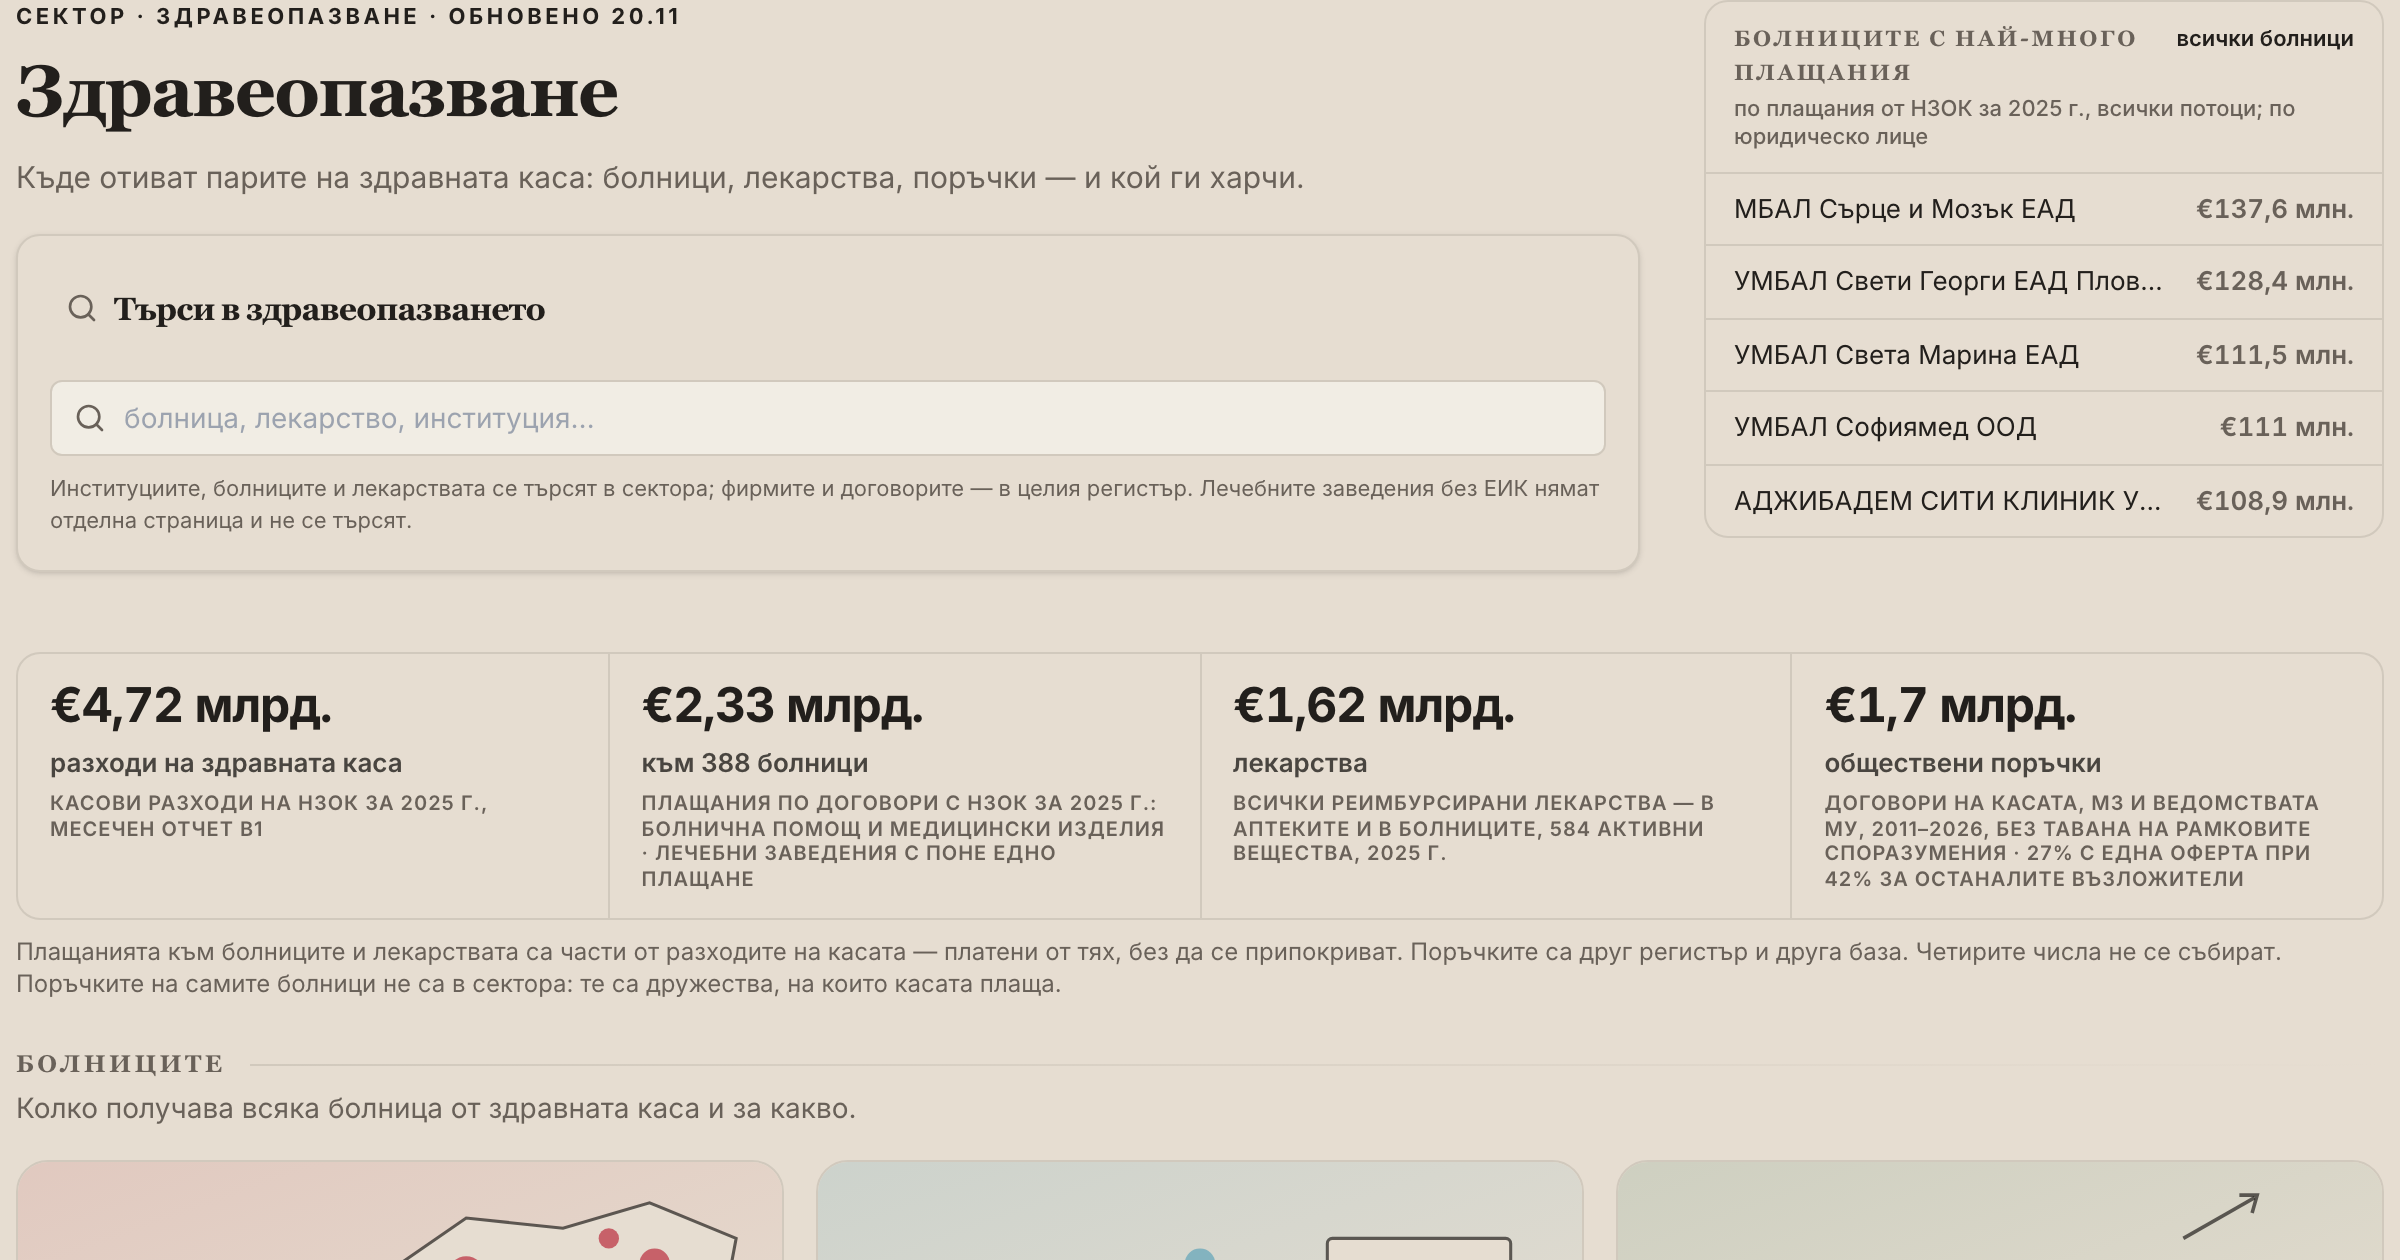 СЕКТОР · ЗДРАВЕОПАЗВАНЕ · ОБНОВЕНО 20.11
Здравеопазване
Къде отиват парите на здравната каса: болници, лекарства, поръчки — и кой ги харчи.
Търси в здравеопазването
болница, лекарство, институция...
Институциите, болниците и лекарствата се търсят в сектора; фирмите и договорите — в целия регистър. Лечебните заведения без ЕИК нямат
отделна страница и не се търсят.
БОЛНИЦИТЕ С НАЙ-МНОГО
ПЛАЩАНИЯ
всички болници
по плащания от НЗОК за 2025 г., всички потоци; по
юридическо лице
МБАЛ Сърце и Мозък ЕАД €137,6 млн.
УМБАЛ Свети Георги ЕАД Плов... €128,4 млн.
УМБАЛ Света Марина ЕАД €111,5 млн.
УМБАЛ Софиямед ООД €111 млн.
АДЖИБАДЕМ СИТИ КЛИНИК У... €108,9 млн.
€4,72 млрд.
разходи на здравната каса
КАСОВИ РАЗХОДИ НА НЗОК ЗА 2025 Г.,
МЕСЕЧЕН ОТЧЕТ B1
€2,33 млрд.
към 388 болници
ПЛАЩАНИЯ ПО ДОГОВОРИ С НЗОК ЗА 2025 Г.:
БОЛНИЧНА ПОМОЩ И МЕДИЦИНСКИ ИЗДЕЛИЯ
· ЛЕЧЕБНИ ЗАВЕДЕНИЯ С ПОНЕ ЕДНО
ПЛАЩАНЕ
€1,62 млрд.
лекарства
ВСИЧКИ РЕИМБУРСИРАНИ ЛЕКАРСТВА — В
АПТЕКИТЕ И В БОЛНИЦИТЕ, 584 АКТИВНИ
ВЕЩЕСТВА, 2025 Г.
€1,7 млрд.
обществени поръчки
ДОГОВОРИ НА КАСАТА, МЗ И ВЕДОМСТВАТА
МУ, 2011–2026, БЕЗ ТАВАНА НА РАМКОВИТЕ
СПОРАЗУМЕНИЯ · 27% С ЕДНА ОФЕРТА ПРИ
42% ЗА ОСТАНАЛИТЕ ВЪЗЛОЖИТЕЛИ
Плащанията към болниците и лекарствата са части от разходите на касата — платени от тях, без да се припокриват. Поръчките са друг регистър и друга база. Четирите числа не се събират.
Поръчките на самите болници не са в сектора: те са дружества, на които касата плаща.
БОЛНИЦИТЕ
Колко получава всяка болница от здравната каса и за какво.